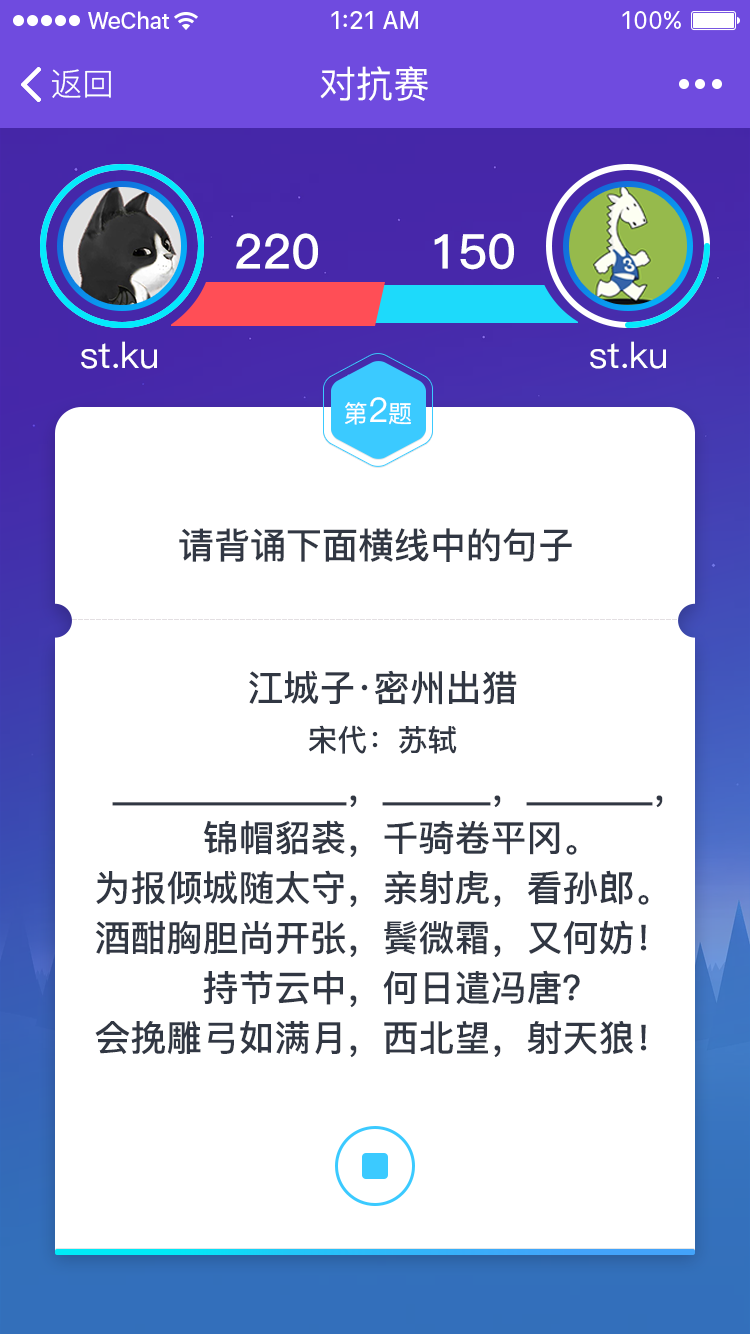 WeChat 1:21 AM 100%
返回 对抗赛
220 150
3
st.ku st.ku
第2题
请背诵下面横线中的句子
江城子·密州出猎
宋代：苏轼
____________，______，_______，
锦帽貂裘，千骑卷平冈。
为报倾城随太守，亲射虎，看孙郎。
酒酣胸胆尚开张，鬓微霜，又何妨！
持节云中，何日遣冯唐？
会挽雕弓如满月，西北望，射天狼！